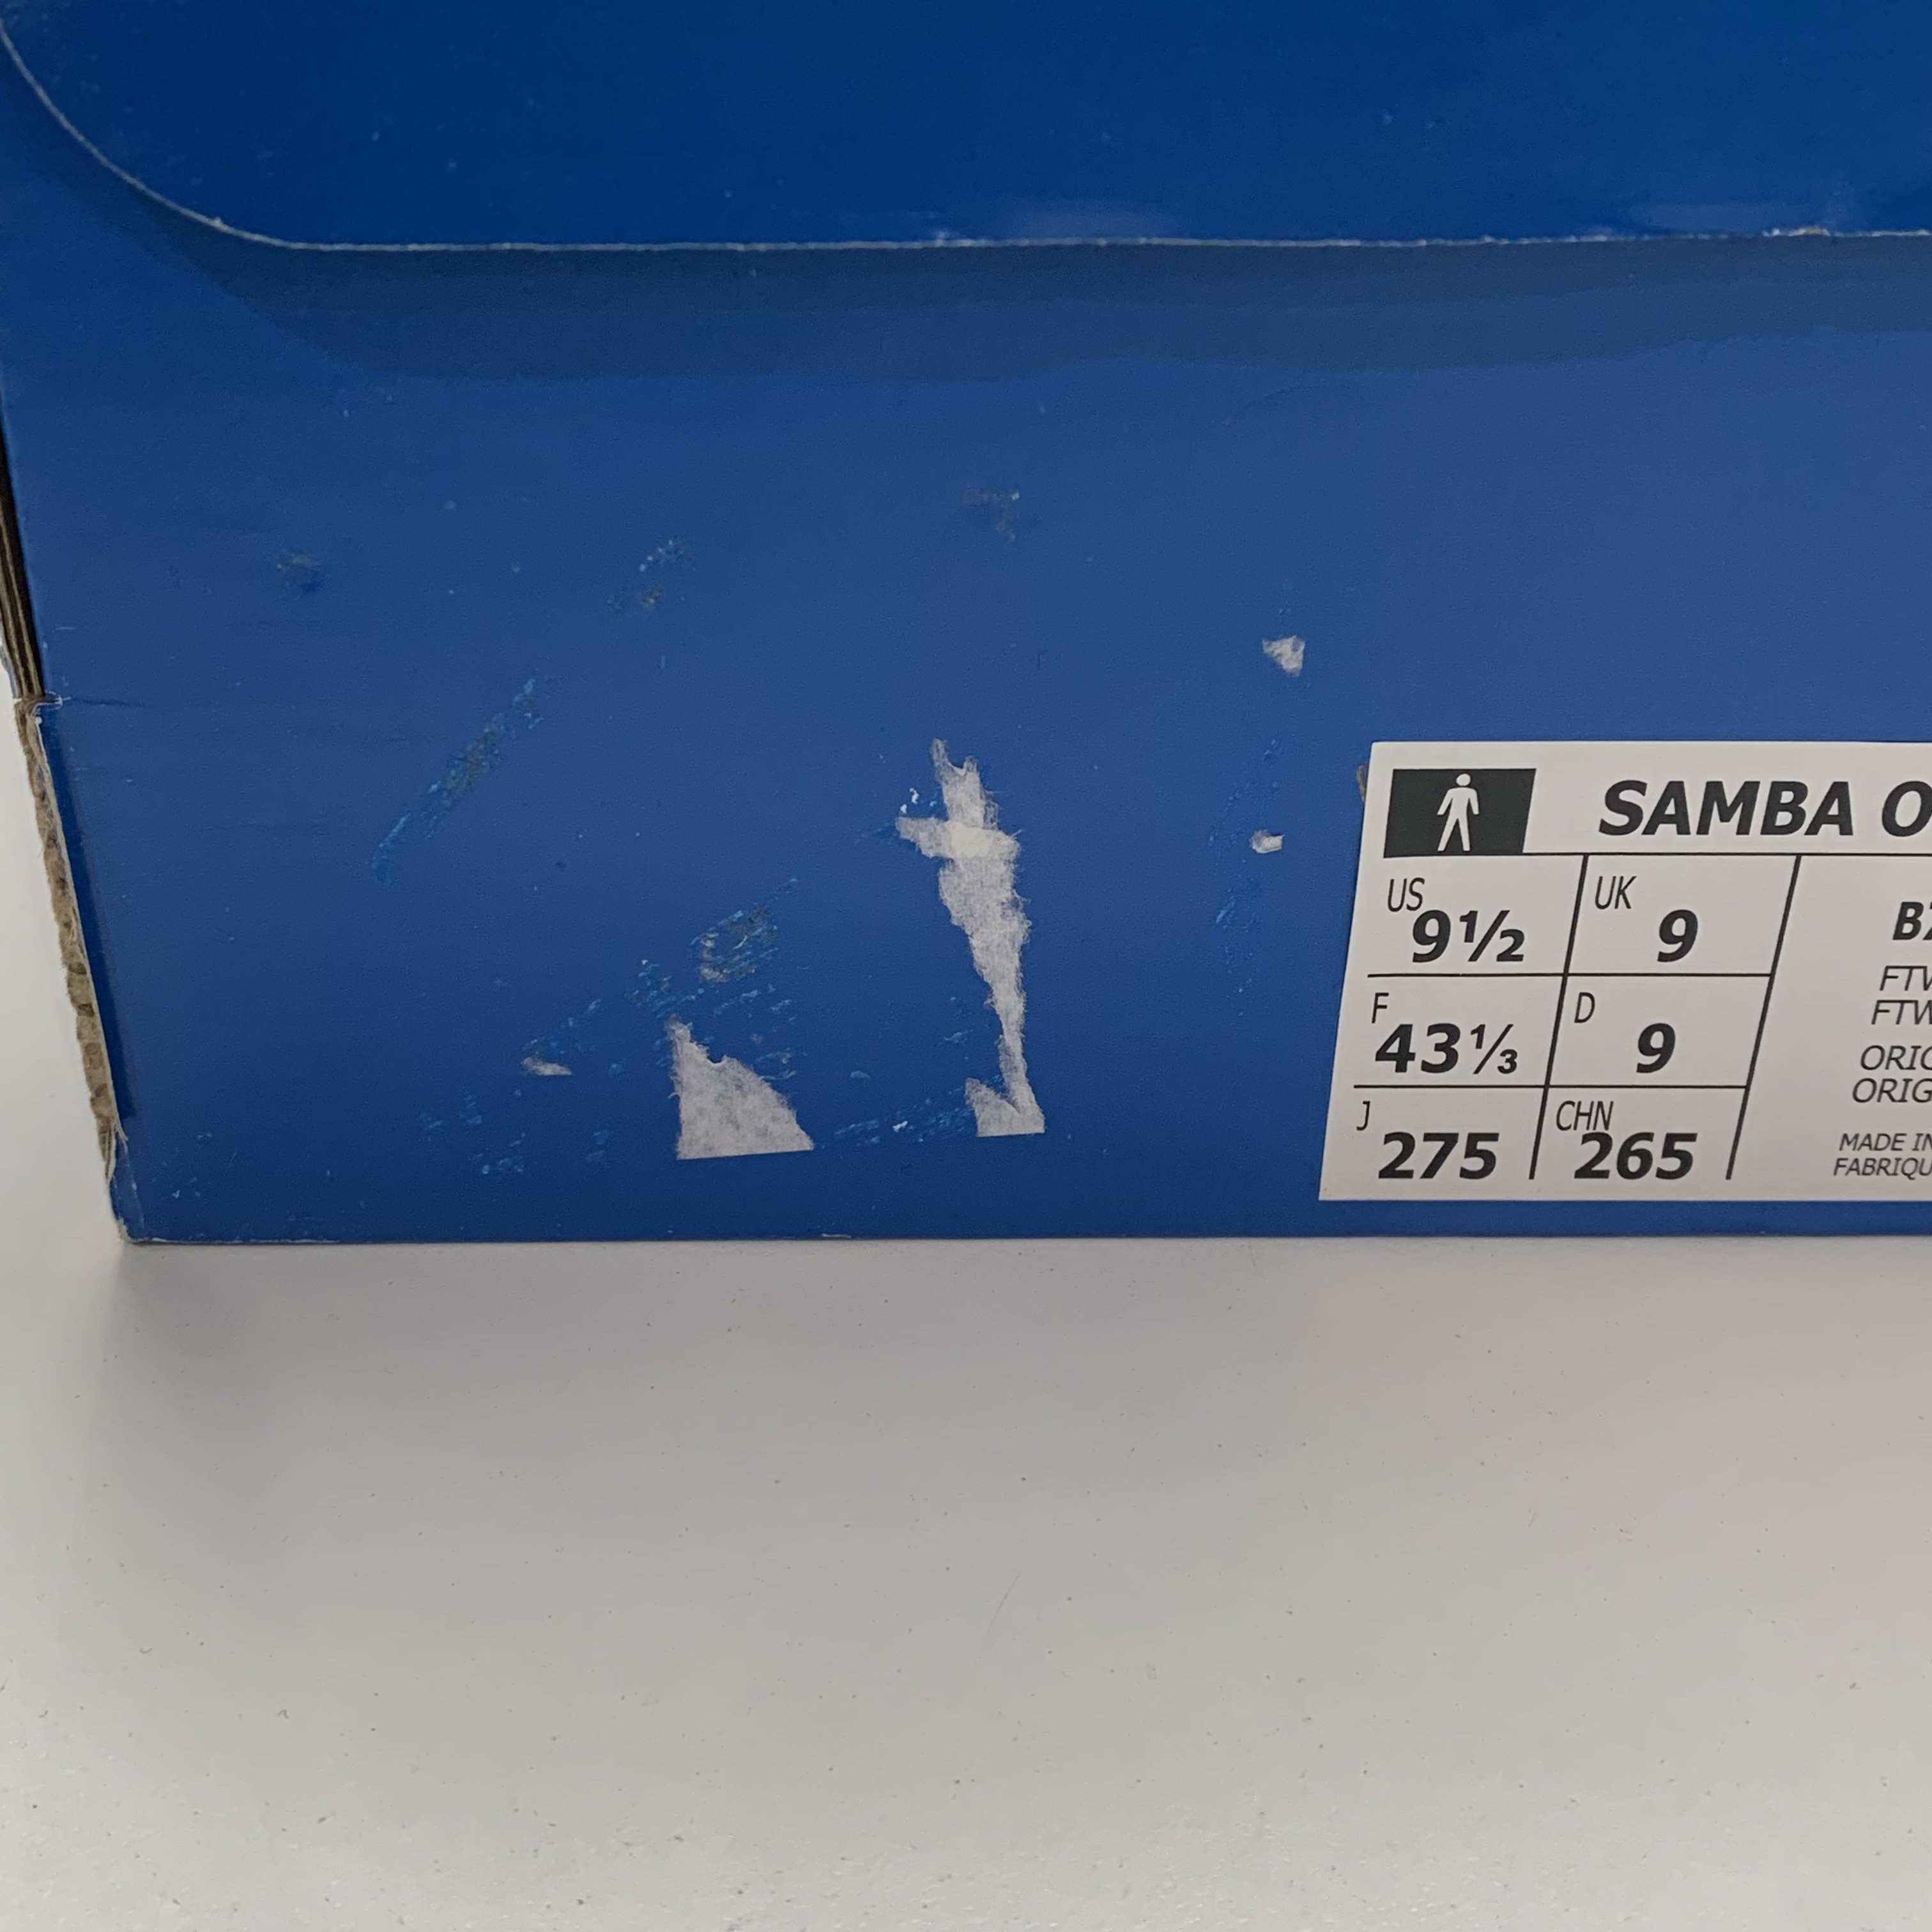 SAMBA O
US 9½ UK 9
F 43⅓ D 9
J 275 CHN 265
FTW
FTW
ORIG
ORIG
MADE IN
FABRIQU